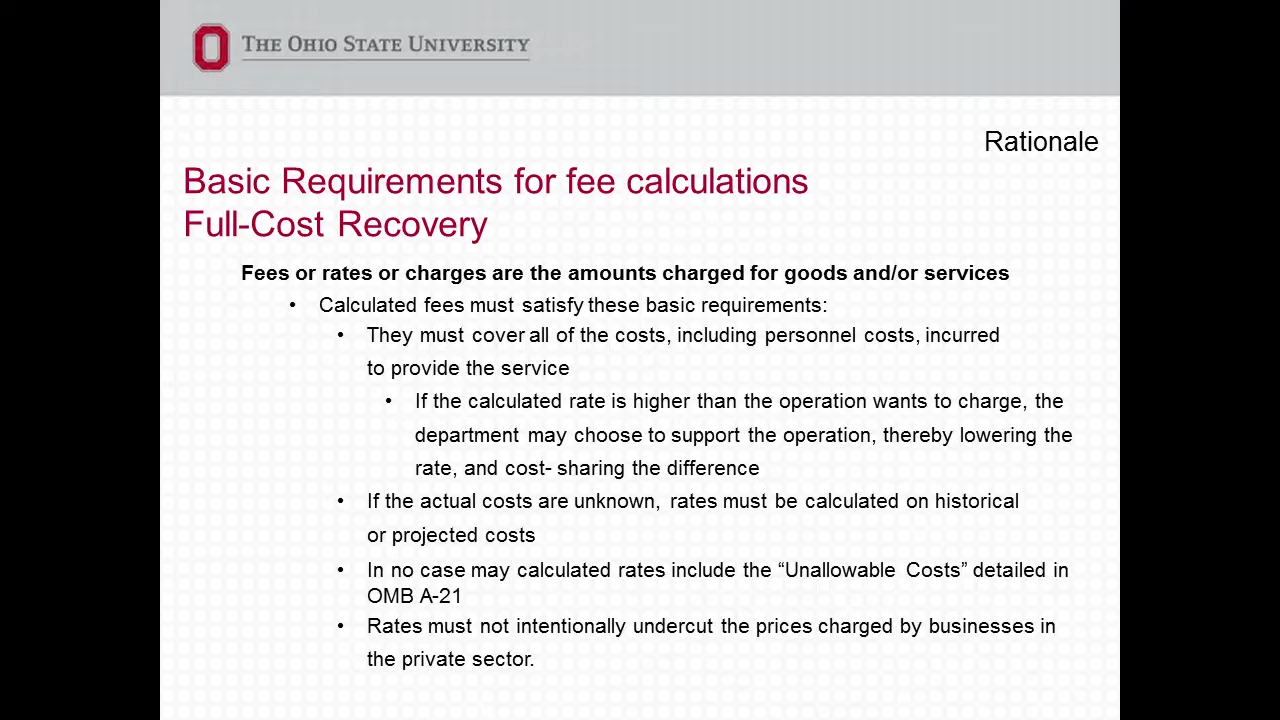 THE OHIO STATE UNIVERSITY
Rationale
Basic Requirements for fee calculations
Full-Cost Recovery
Fees or rates or charges are the amounts charged for goods and/or services
• Calculated fees must satisfy these basic requirements:
• They must cover all of the costs, including personnel costs, incurred
to provide the service
• If the calculated rate is higher than the operation wants to charge, the
department may choose to support the operation, thereby lowering the
rate, and cost- sharing the difference
• If the actual costs are unknown, rates must be calculated on historical
or projected costs
• In no case may calculated rates include the “Unallowable Costs” detailed in
OMB A-21
• Rates must not intentionally undercut the prices charged by businesses in
the private sector.